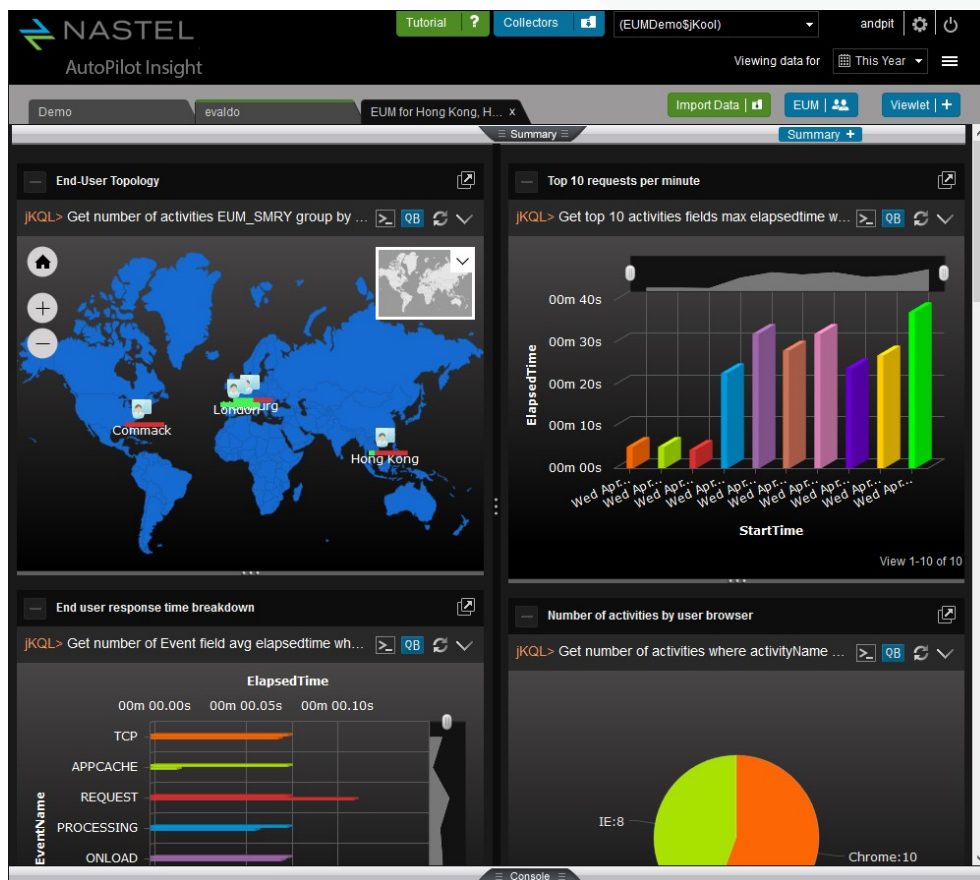 NASTEL
AutoPilot Insight
Tutorial ?
Collectors
(EUMDemo$jKool)
andpit
Viewing data for
This Year
Demo
evaldo
EUM for Hong Kong, H... x
Import Data
EUM
Viewlet +
Summary
Summary +
End-User Topology
jKQL> Get number of activities EUM_SMRY group by ... >_ QB
Commack
London
urg
Hong Kong
Top 10 requests per minute
jKQL> Get top 10 activities fields max elapsedtime w... >_ QB
ElapsedTime
00m 40s
00m 30s
00m 20s
00m 10s
00m 00s
Wed Apr... Wed Apr... Wed Apr... Wed Apr... Wed Apr... Wed Apr... Wed Apr... Wed Apr... Wed Apr... Wed Apr...
StartTime
View 1-10 of 10
End user response time breakdown
jKQL> Get number of Event field avg elapsedtime wh... >_ QB
ElapsedTime
00m 00.00s 00m 00.05s 00m 00.10s
EventName
TCP
APPCACHE
REQUEST
PROCESSING
ONLOAD
Number of activities by user browser
jKQL> Get number of activities where activityName ... >_ QB
IE:8
Chrome:10
Console